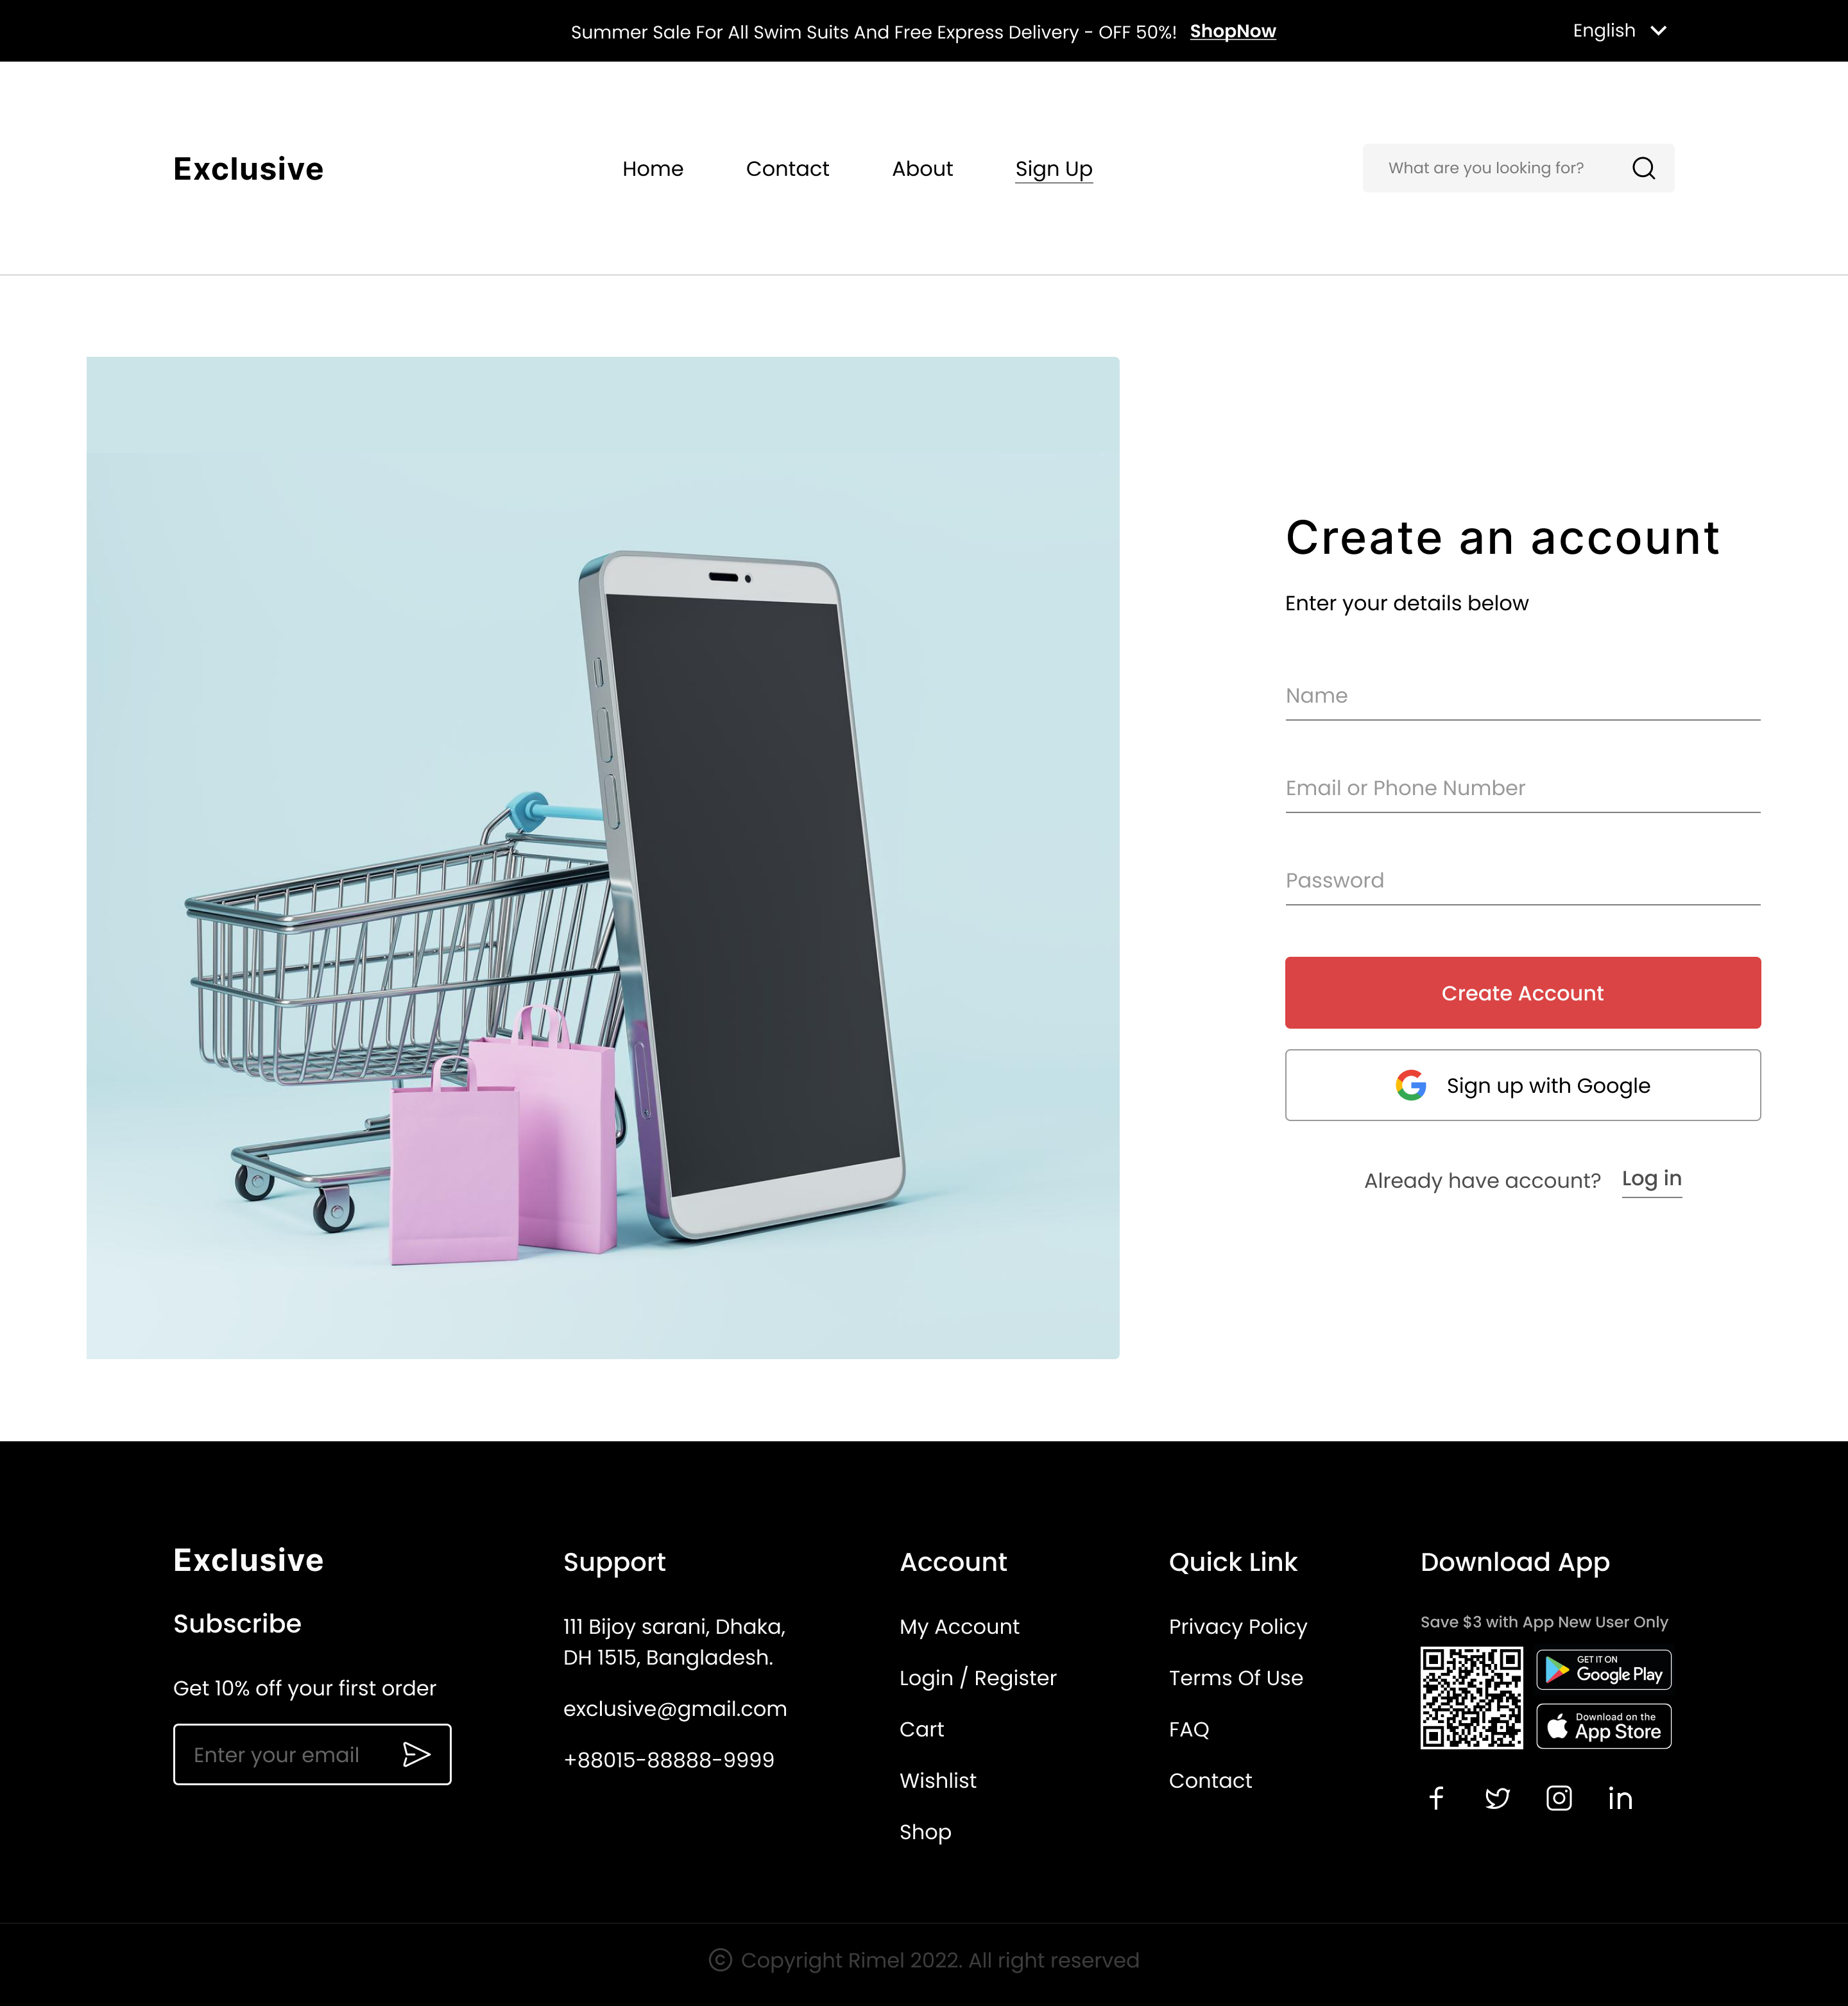 Summer Sale For All Swim Suits And Free Express Delivery - OFF 50%! ShopNow
English
Exclusive
Home
Contact
About
Sign Up
What are you looking for?
Create an account
Enter your details below
Name
Email or Phone Number
Password
Create Account
Sign up with Google
Already have account? Log in
Exclusive
Subscribe
Get 10% off your first order
Enter your email
Support
111 Bijoy sarani, Dhaka,
DH 1515, Bangladesh.
exclusive@gmail.com
+88015-88888-9999
Account
My Account
Login / Register
Cart
Wishlist
Shop
Quick Link
Privacy Policy
Terms Of Use
FAQ
Contact
Download App
Save $3 with App New User Only
GET IT ON
Google Play
Download on the
App Store
© Copyright Rimel 2022. All right reserved